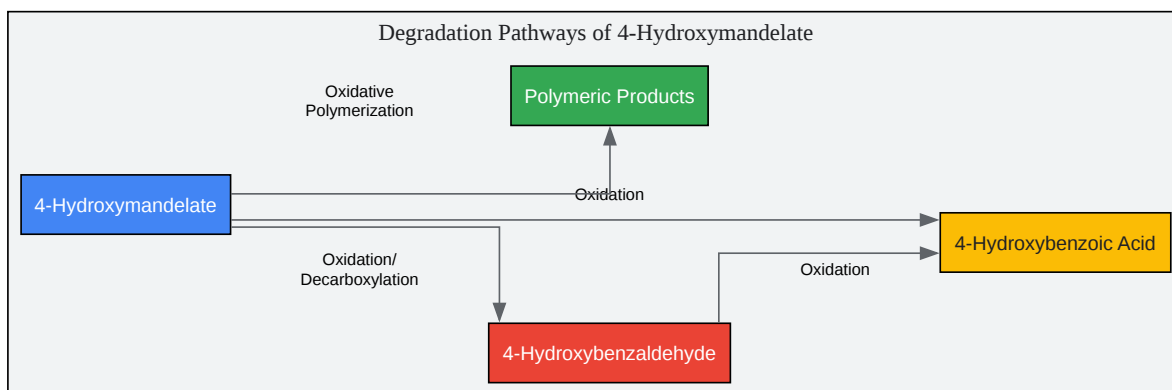 Degradation Pathways of 4-Hydroxymandelate
Oxidative
Polymerization
Polymeric Products
4-Hydroxymandelate
Oxidation
4-Hydroxybenzoic Acid
Oxidation/
Decarboxylation
Oxidation
4-Hydroxybenzaldehyde